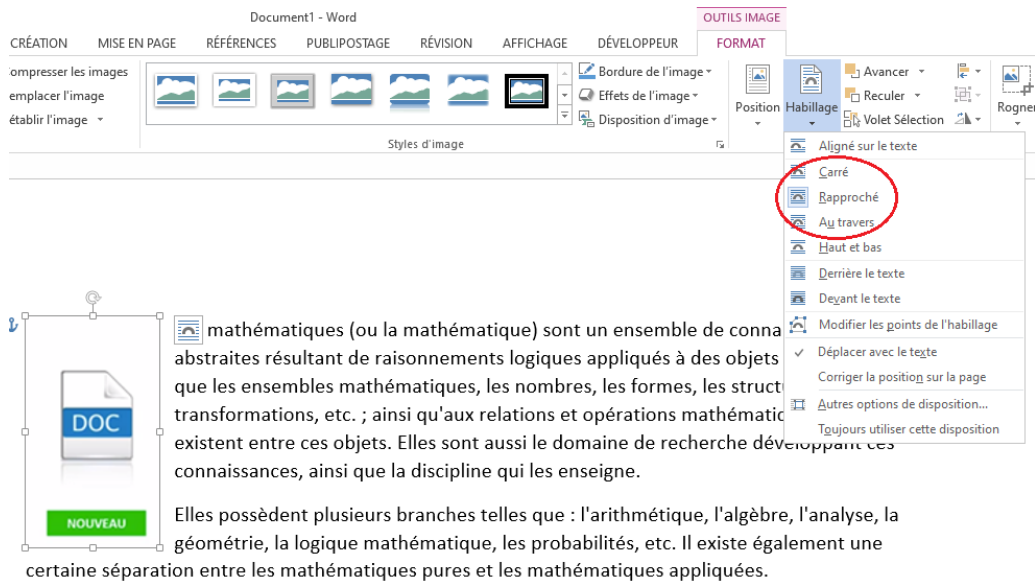 Document1 - Word
OUTILS IMAGE
CRÉATION MISE EN PAGE RÉFÉRENCES PUBLIPOSTAGE RÉVISION AFFICHAGE DÉVELOPPEUR FORMAT
ompresser les images
emplacer l'image
établir l'image
Styles d'image
Bordure de l'image
Effets de l'image
Disposition d'image
Position
Habillage
Avancer
Reculer
Volet Sélection
Rogner
Aligné sur le texte
Carré
Rapproché
Au travers
Haut et bas
Derrière le texte
Devant le texte
Modifier les points de l'habillage
Déplacer avec le texte
Corriger la position sur la page
Autres options de disposition...
Toujours utiliser cette disposition
DOC
NOUVEAU
mathématiques (ou la mathématique) sont un ensemble de conna
abstraites résultant de raisonnements logiques appliqués à des objets
que les ensembles mathématiques, les nombres, les formes, les struct
transformations, etc. ; ainsi qu'aux relations et opérations mathématic
existent entre ces objets. Elles sont aussi le domaine de recherche développant ces
connaissances, ainsi que la discipline qui les enseigne.
Elles possèdent plusieurs branches telles que : l'arithmétique, l'algèbre, l'analyse, la
géométrie, la logique mathématique, les probabilités, etc. Il existe également une
certaine séparation entre les mathématiques pures et les mathématiques appliquées.